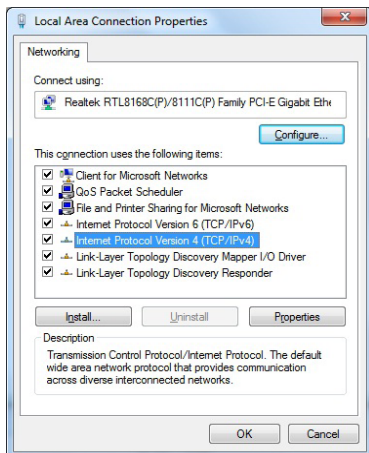 Local Area Connection Properties
Networking
Connect using:
Realtek RTL8168C(P)/8111C(P) Family PCI-E Gigabit Ethe
Configure...
This connection uses the following items:
Client for Microsoft Networks
QoS Packet Scheduler
File and Printer Sharing for Microsoft Networks
Internet Protocol Version 6 (TCP/IPv6)
Internet Protocol Version 4 (TCP/IPv4)
Link-Layer Topology Discovery Mapper I/O Driver
Link-Layer Topology Discovery Responder
Install... Uninstall Properties
Description
Transmission Control Protocol/Internet Protocol. The default
wide area network protocol that provides communication
across diverse interconnected networks.
OK Cancel